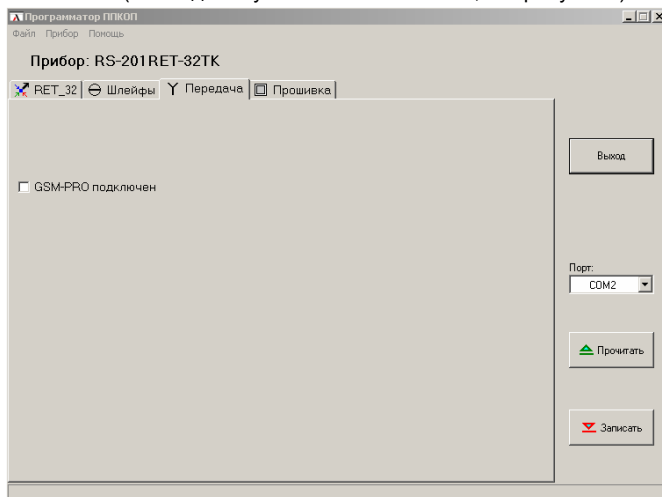 Программатор ППКОП
Файл Прибор Помощь
Прибор: RS-201RET-32TK
RET_32 Шлейфы Передача Прошивка
Выход
GSM-PRO подключен
Порт:
COM2
Прочитать
Записать